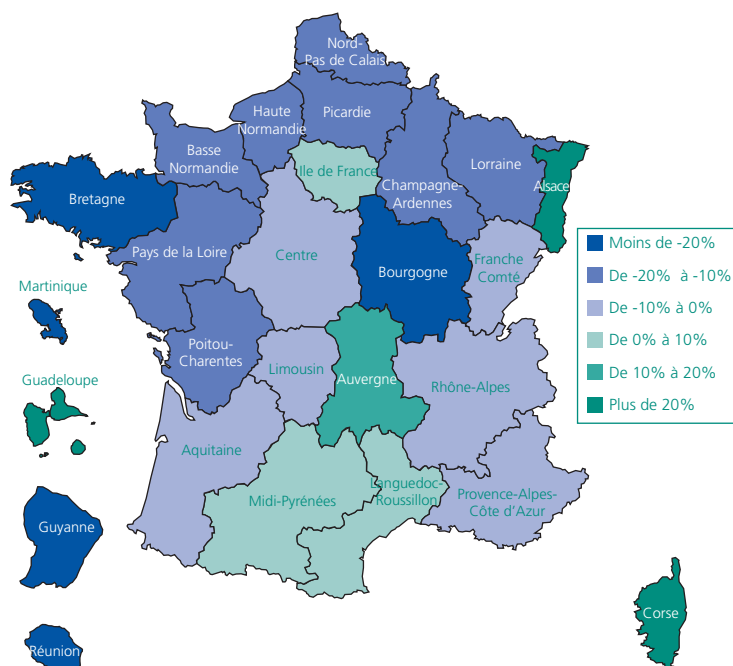 Nord-
Pas de Calais
Haute
Normandie
Picardie
Basse
Normandie
Ile de France
Champagne-
Ardennes
Lorraine
Alsace
Bretagne
Pays de la Loire
Centre
Bourgogne
Franche
Comté
Martinique
Poitou-
Charentes
Limousin
Auvergne
Rhône-Alpes
Guadeloupe
Aquitaine
Midi-Pyrénées
Languedoc-
Roussillon
Provence-Alpes-
Côte d'Azur
Guyane
Réunion
Corse
Moins de -20%
De -20% à -10%
De -10% à 0%
De 0% à 10%
De 10% à 20%
Plus de 20%